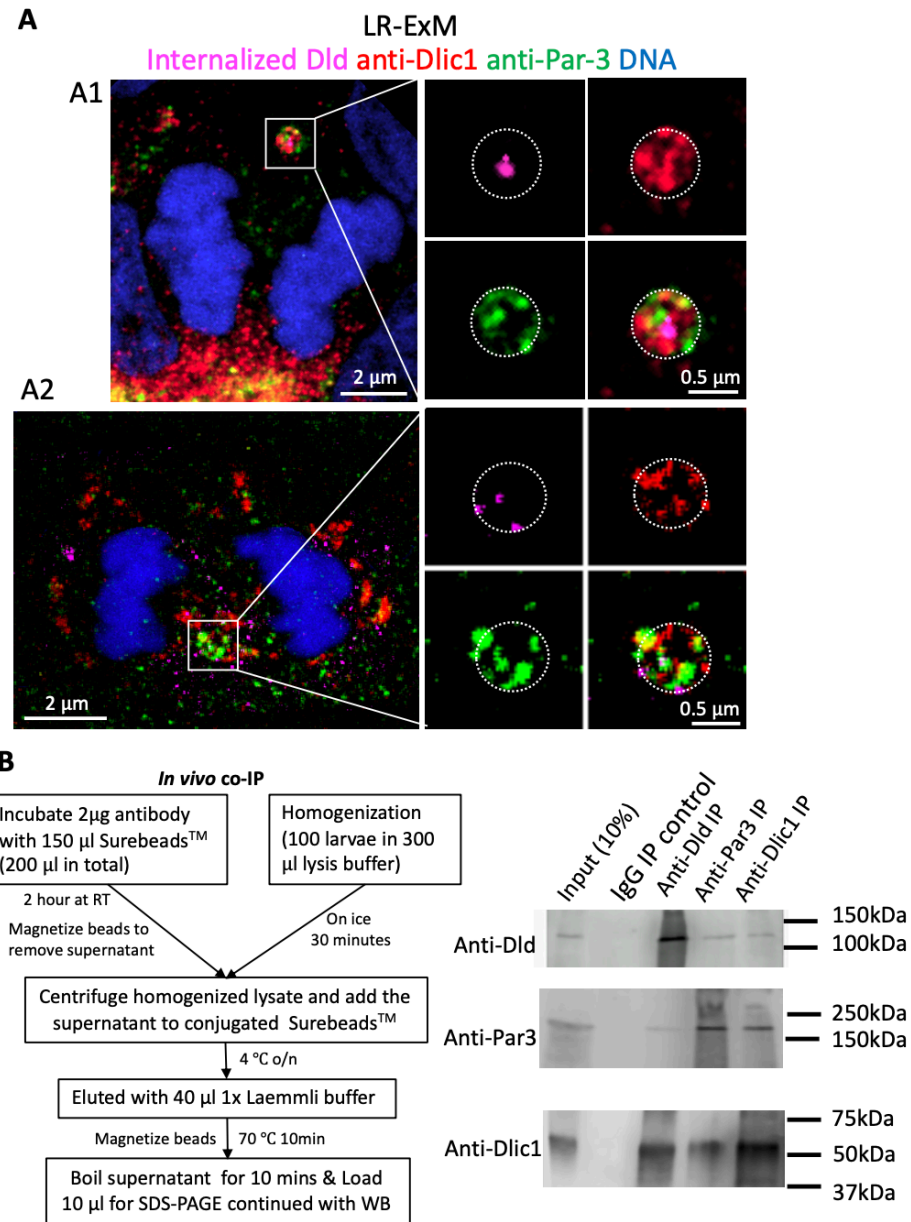 A
LR-ExM
Internalized Dld anti-Dlic1 anti-Par-3 DNA
A1
2 µm
0.5 µm
A2
2 µm
0.5 µm
B
In vivo co-IP
Incubate 2µg antibody
with 150 µl Surebeads™
(200 µl in total)
Homogenization
(100 larvae in 300
µl lysis buffer)
2 hour at RT
Magnetize beads to
remove supernatant
On ice
30 minutes
Centrifuge homogenized lysate and add the
supernatant to conjugated Surebeads™
4 ℃ o/n
Eluted with 40 µl 1x Laemmli buffer
Magnetize beads
70 ℃ 10min
Boil supernatant for 10 mins & Load
10 µl for SDS-PAGE continued with WB
Input (10%)
IgG IP control
Anti-Dld IP
Anti-Par3 IP
Anti-Dlic1 IP
Anti-Dld
150kDa
100kDa
Anti-Par3
250kDa
150kDa
Anti-Dlic1
75kDa
50kDa
37kDa